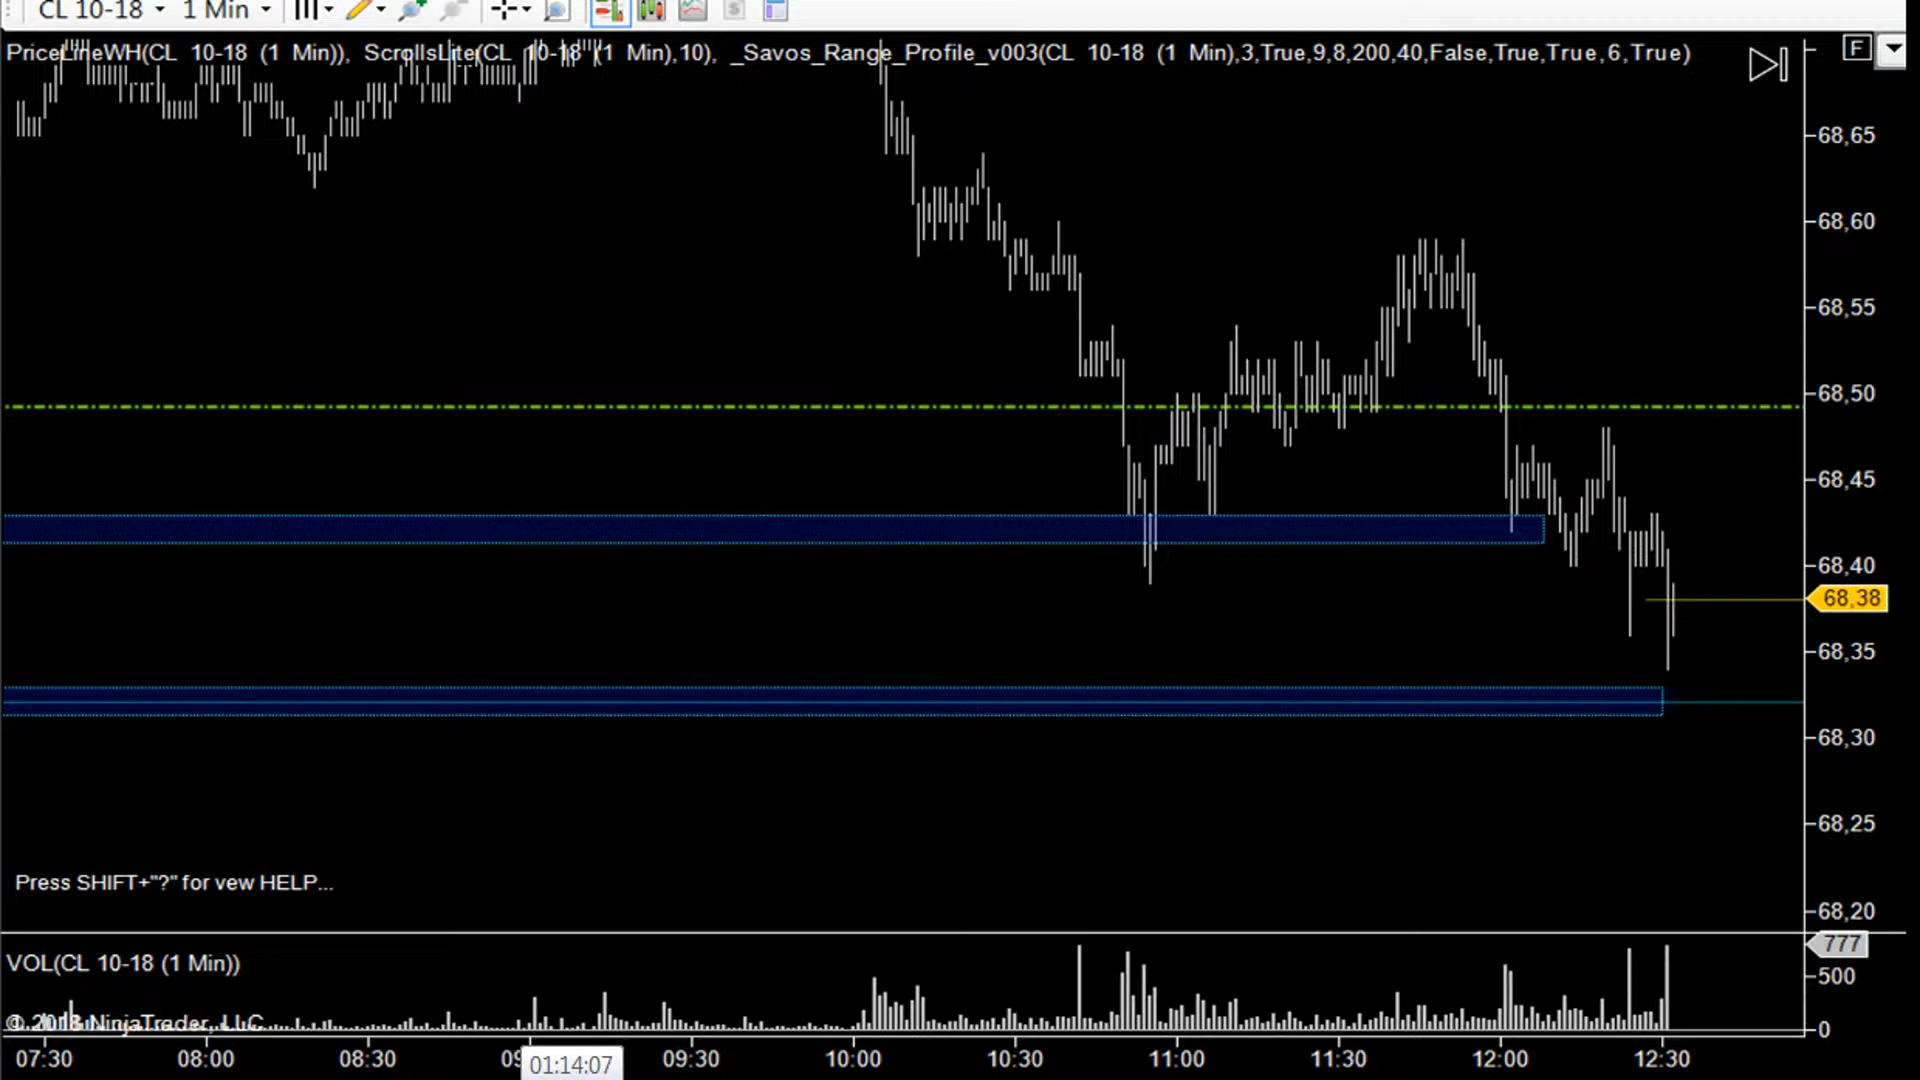 CL 10-18 1 Min
PriceLineWH(CL 10-18 (1 Min)), ScrollsLite(CL 10-18 (1 Min),10), _Savos_Range_Profile_v003(CL 10-18 (1 Min),3,True,9,8,200,40,False,True,True,6,True)
F
68,65
68,60
68,55
68,50
68,45
68,40
68,38
68,35
68,30
68,25
Press SHIFT+"?" for vew HELP...
68,20
777
VOL(CL 10-18 (1 Min))
500
© 2018 NinjaTrader, LLC
0
07:30 08:00 08:30 09 01:14:07 09:30 10:00 10:30 11:00 11:30 12:00 12:30